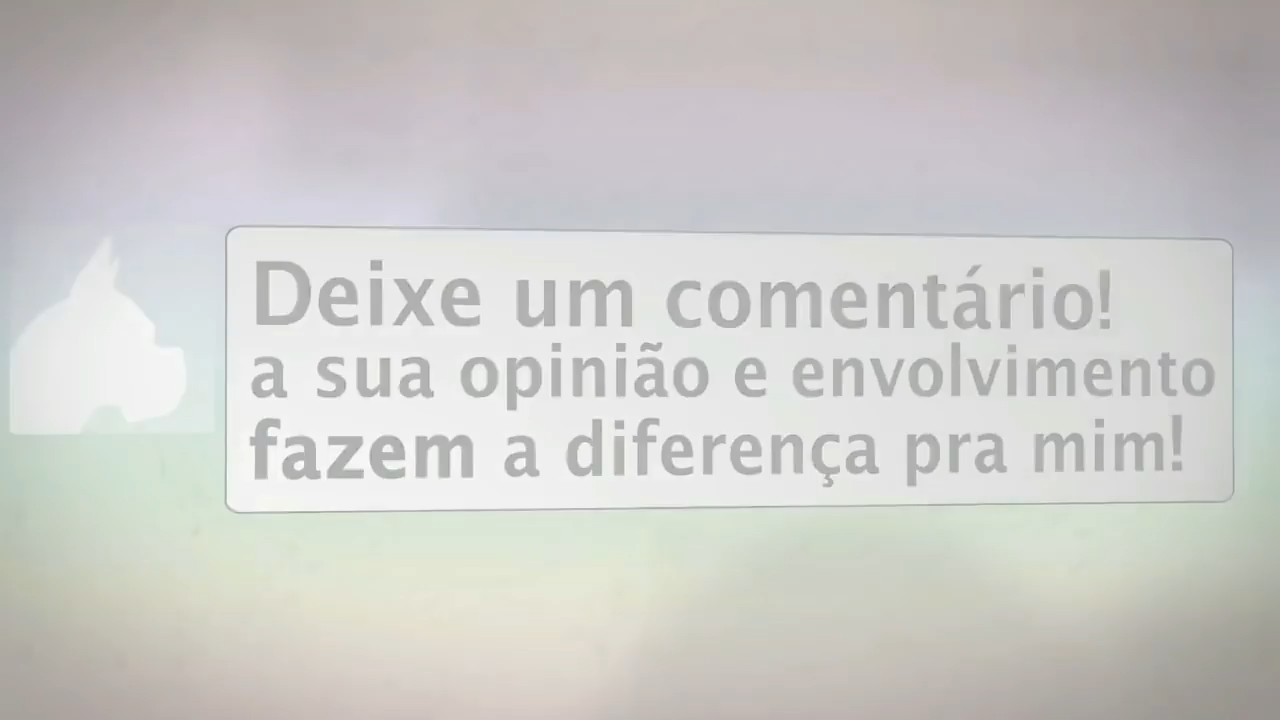 Deixe um comentário!
a sua opinião e envolvimento
fazem a diferença pra mim!